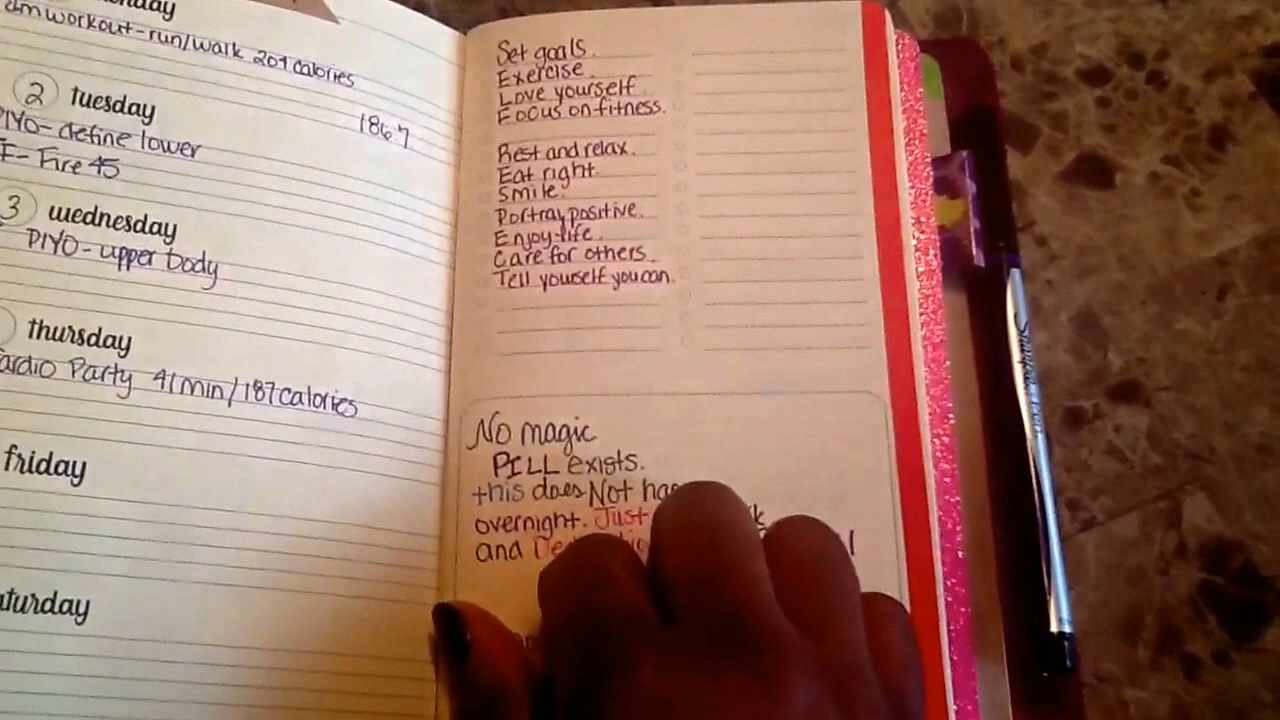 workout-run/walk 201 calories
2 tuesday
1867
PIYO- define lower
Fire 45
3 wednesday
PIYO- upper body
thursday
Cardio Party 41min/187calories
friday
Set goals.
Exercise.
Love yourself.
Focus on fitness.
Rest and relax.
Eat right.
Smile.
Portray positive.
Enjoy life.
Care for others.
Tell yourself you can.
No magic
PILL exists.
this does Not
overnight. Just
and